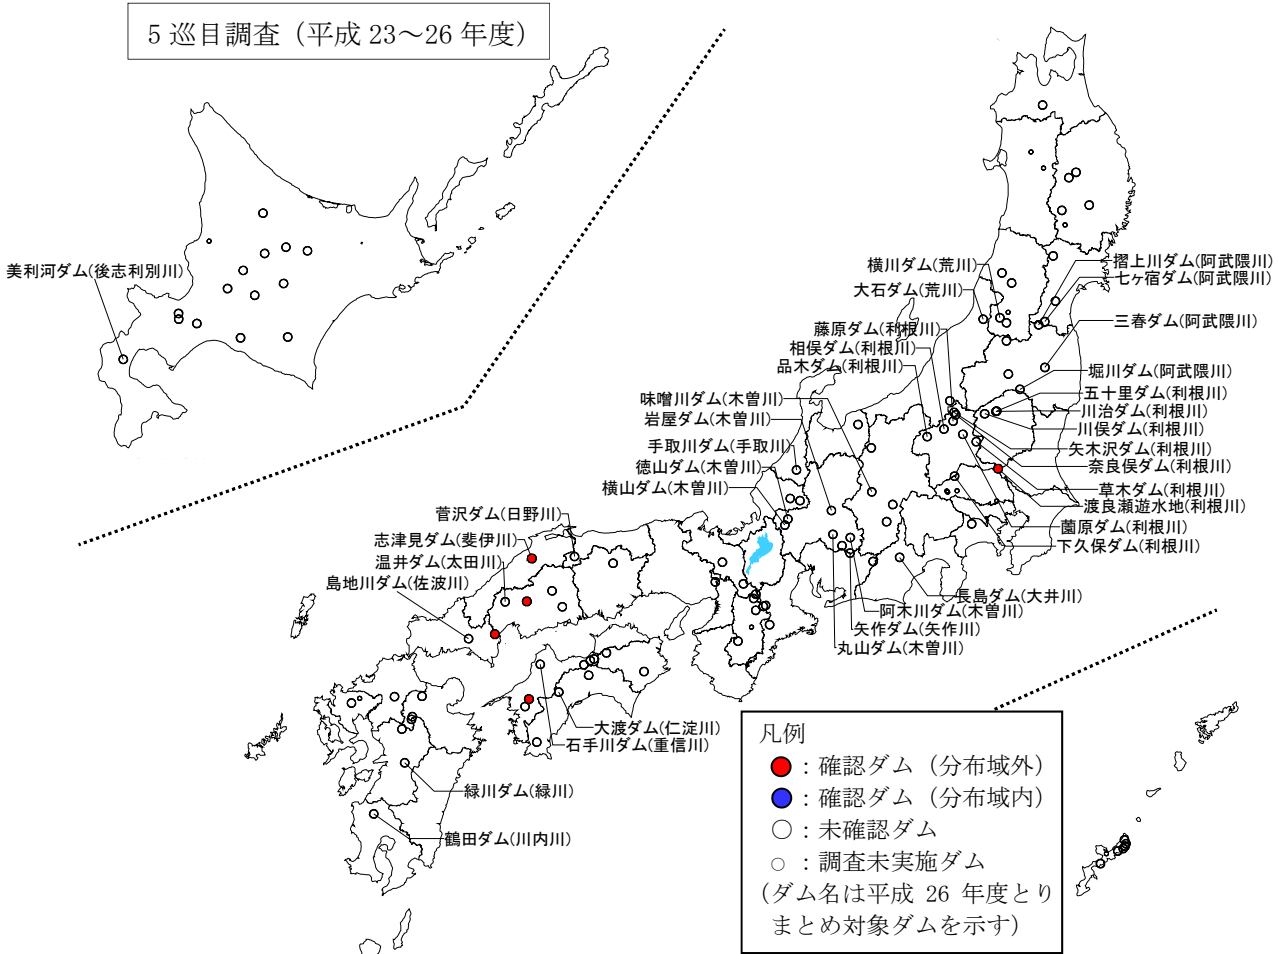 5巡目調査（平成 23～26 年度）
美利河ダム(後志利別川)
横川ダム(荒川)
大石ダム(荒川)
藤原ダム(利根川)
相俣ダム(利根川)
品木ダム(利根川)
味噌川ダム(木曽川)
岩屋ダム(木曽川)
手取川ダム(手取川)
徳山ダム(木曽川)
横山ダム(木曽川)
菅沢ダム(日野川)
志津見ダム(斐伊川)
温井ダム(太田川)
島地川ダム(佐波川)
摺上川ダム(阿武隈川)
七ヶ宿ダム(阿武隈川)
三春ダム(阿武隈川)
堀川ダム(阿武隈川)
五十里ダム(利根川)
川治ダム(利根川)
川俣ダム(利根川)
矢木沢ダム(利根川)
奈良俣ダム(利根川)
草木ダム(利根川)
渡良瀬遊水地(利根川)
薗原ダム(利根川)
下久保ダム(利根川)
長島ダム(大井川)
阿木川ダム(木曽川)
矢作ダム(矢作川)
丸山ダム(木曽川)
大渡ダム(仁淀川)
石手川ダム(重信川)
緑川ダム(緑川)
鶴田ダム(川内川)
凡例
：確認ダム（分布域外）
：確認ダム（分布域内）
：未確認ダム
：調査未実施ダム
（ダム名は平成 26 年度とり
まとめ対象ダムを示す）